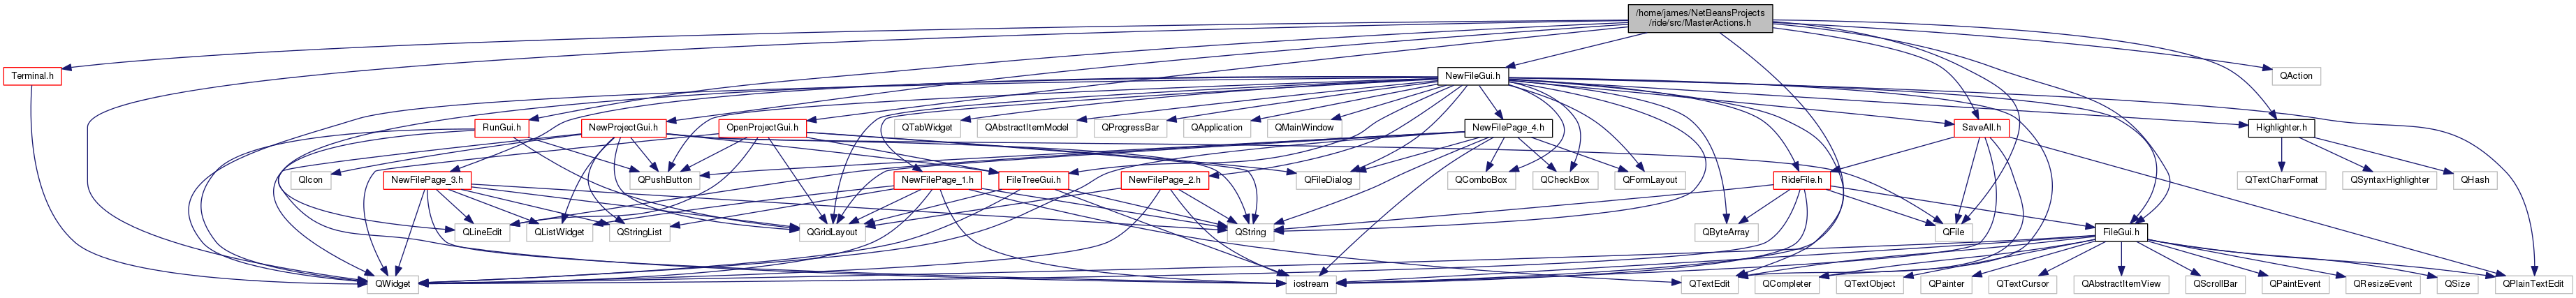 /home/james/NetBeansProjects
/ride/src/MasterActions.h
Terminal.h
NewFileGui.h
QAction
RunGui.h
NewProjectGui.h
OpenProjectGui.h
QTabWidget
QAbstractItemModel
QProgressBar
QApplication
QMainWindow
NewFilePage_4.h
SaveAll.h
Highlighter.h
QIcon
NewFilePage_3.h
QPushButton
NewFilePage_1.h
FileTreeGui.h
NewFilePage_2.h
QFileDialog
QComboBox
QCheckBox
QFormLayout
RideFile.h
QTextCharFormat
QSyntaxHighlighter
QHash
QLineEdit
QListWidget
QStringList
QGridLayout
QString
QByteArray
QFile
FileGui.h
QWidget
iostream
QTextEdit
QCompleter
QTextObject
QPainter
QTextCursor
QAbstractItemView
QScrollBar
QPaintEvent
QResizeEvent
QSize
QPlainTextEdit